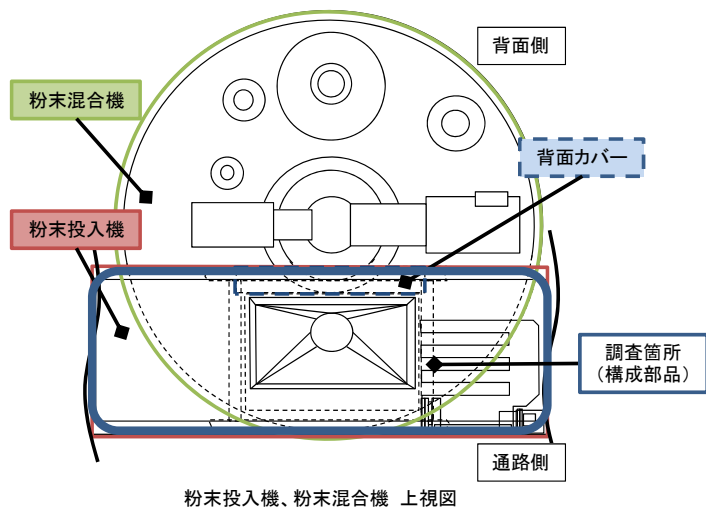 背面側
粉末混合機
背面カバー
粉末投入機
調査箇所
（構成部品）
通路側
粉末投入機、粉末混合機 上視図